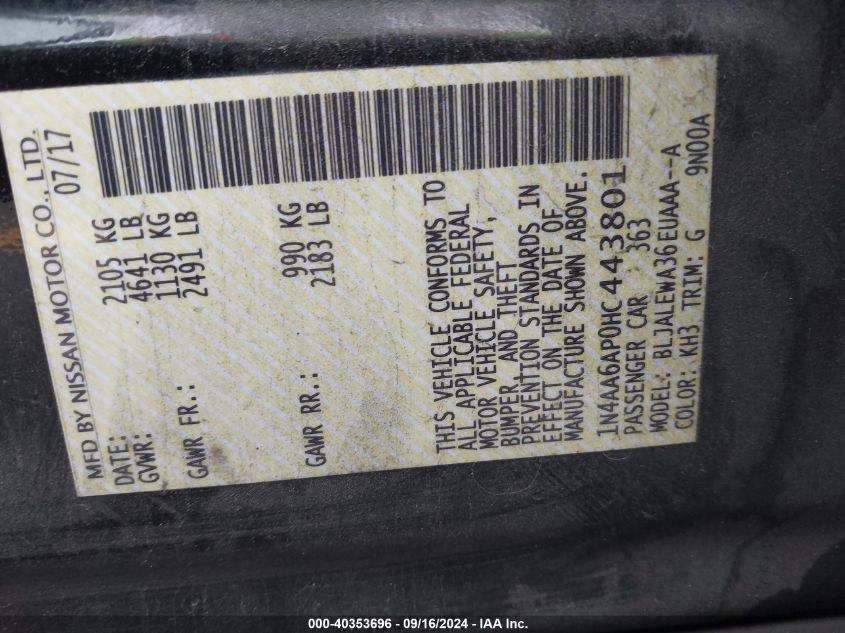 MFD BY NISSAN MOTOR CO., LTD.
DATE: 07/17
GVWR: 2105 KG
4641 LB
GAWR FR.: 1130 KG
2491 LB
GAWR RR.: 990 KG
2183 LB
THIS VEHICLE CONFORMS TO
ALL APPLICABLE FEDERAL
MOTOR VEHICLE SAFETY,
BUMPER, AND THEFT
PREVENTION STANDARDS IN
EFFECT ON THE DATE OF
MANUFACTURE SHOWN ABOVE.
1N4AA6AP0HC443801
PASSENGER CAR 363
MODEL: BLJALEWA36EUAAA--A
COLOR: KH3 TRIM: G 9N00A
000-40353696 - 09/16/2024 - IAA Inc.